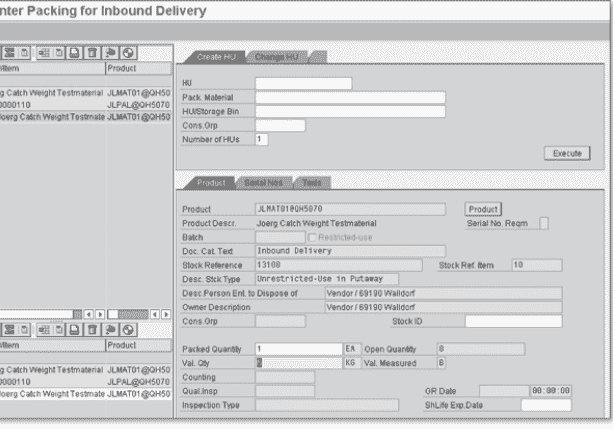 nter Packing for Inbound Delivery
Create HU Change HU
/Item Product
g Catch Weight Testmaterial JLMAT01@QH50
0000110 JLPAL@QH5070
Joerg Catch Weight Testmate JLMAT01@QH50
HU
Pack. Material
HU/Storage Bin
Cons.Grp
Number of HUs 1
Execute
Product Serial Nos. Texts
Product JLMAT01@QH5070 Product
Product Descr. Joerg Catch Weight Testmaterial Serial No. Reqm
Batch Restricted-use
Doc. Cat. Text Inbound Delivery
Stock Reference 13108 Stock Ref. Item 10
Desc. Stck Type Unrestricted-Use in Putaway
Desc.Person Ent. to Dispose of Vendor / 69190 Walldorf
Owner Description Vendor / 69190 Walldorf
Cons.Grp Stock ID
/Item Product
g Catch Weight Testmaterial JLMAT01@QH50
0000110 JLPAL@QH5070
oerg Catch Weight Testmate JLMAT01@QH50
Packed Quantity 1 EA Open Quantity 0
Val. Qty KG Val. Measured
Counting
Qual.Insp GR Date 00:00:00
Inspection Type ShLife Exp.Date